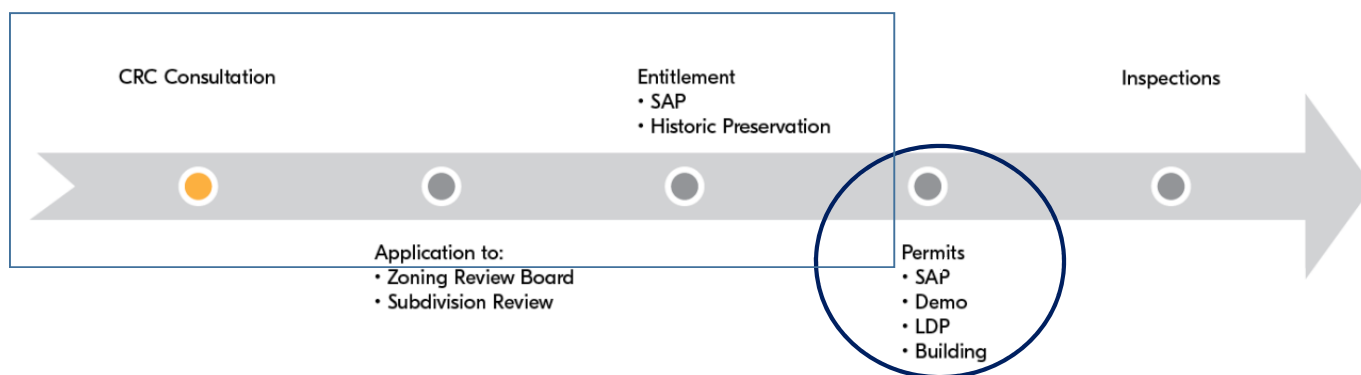 CRC Consultation
Application to:
• Zoning Review Board
• Subdivision Review
Entitlement
• SAP
• Historic Preservation
Permits
• SAP
• Demo
• LDP
• Building
Inspections